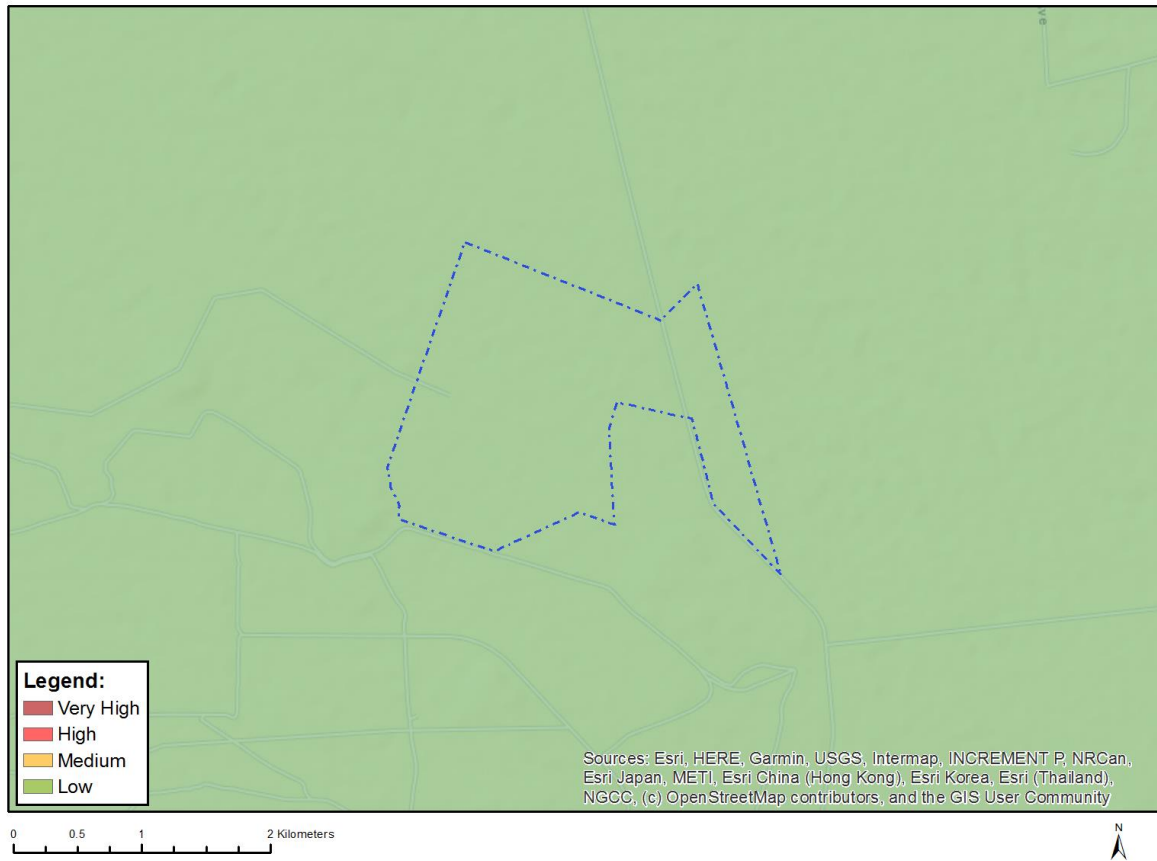 ve
Legend:
Very High
High
Medium
Low
Sources: Esri, HERE, Garmin, USGS, Intermap, INCREMENT P, NRCan,
Esri Japan, METI, Esri China (Hong Kong), Esri Korea, Esri (Thailand),
NGCC, (c) OpenStreetMap contributors, and the GIS User Community
0 0.5 1 2 Kilometers
N